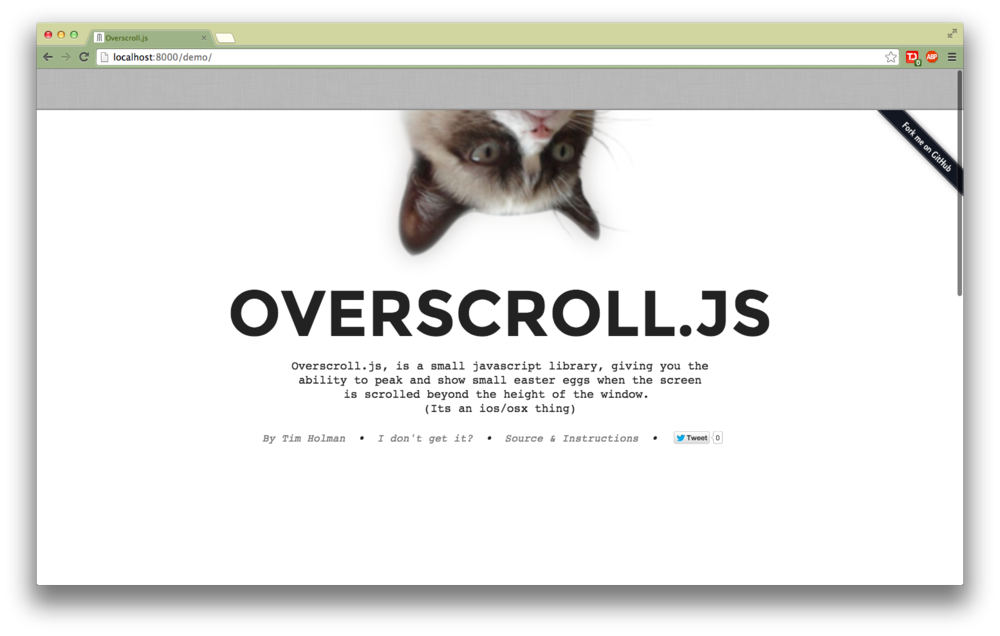 Overscroll.js
localhost:8000/demo/
Fork me on GitHub
OVERSCROLL.JS
Overscroll.js, is a small javascript library, giving you the
ability to peak and show small easter eggs when the screen
is scrolled beyond the height of the window.
(Its an ios/osx thing)
By Tim Holman • I don't get it? • Source & Instructions • Tweet 0